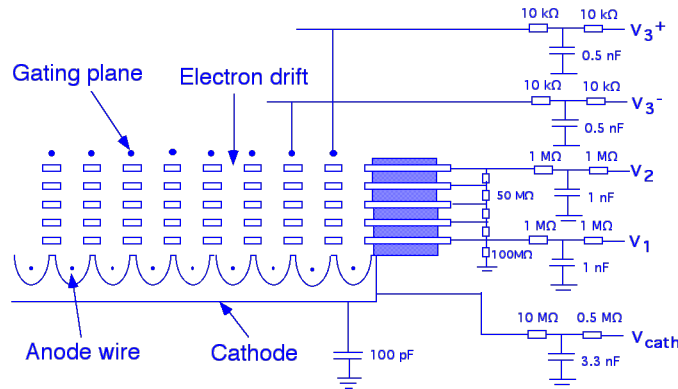 10 kΩ 10 kΩ V3+
0.5 nF
Gating plane Electron drift
10 kΩ 10 kΩ V3-
0.5 nF
1 MΩ 1 MΩ V2
50 MΩ 1 nF
1 MΩ 1 MΩ V1
100MΩ 1 nF
10 MΩ 0.5 MΩ Vcath
Anode wire Cathode 100 pF 3.3 nF